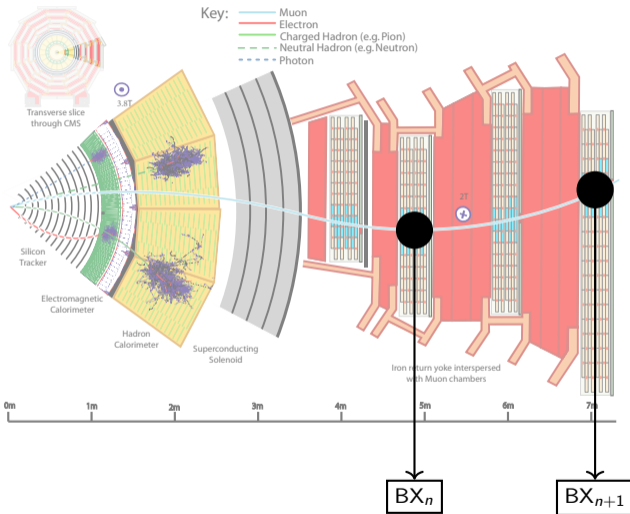 Key:
Muon
Electron
Charged Hadron (e.g. Pion)
Neutral Hadron (e.g. Neutron)
Photon
Transverse slice
through CMS
3.8T
2T
Silicon
Tracker
Electromagnetic
Calorimeter
Hadron
Calorimeter
Superconducting
Solenoid
Iron return yoke interspersed
with Muon chambers
0m 1m 2m 3m 4m 5m 6m 7m
BXₙ BXₙ₊₁